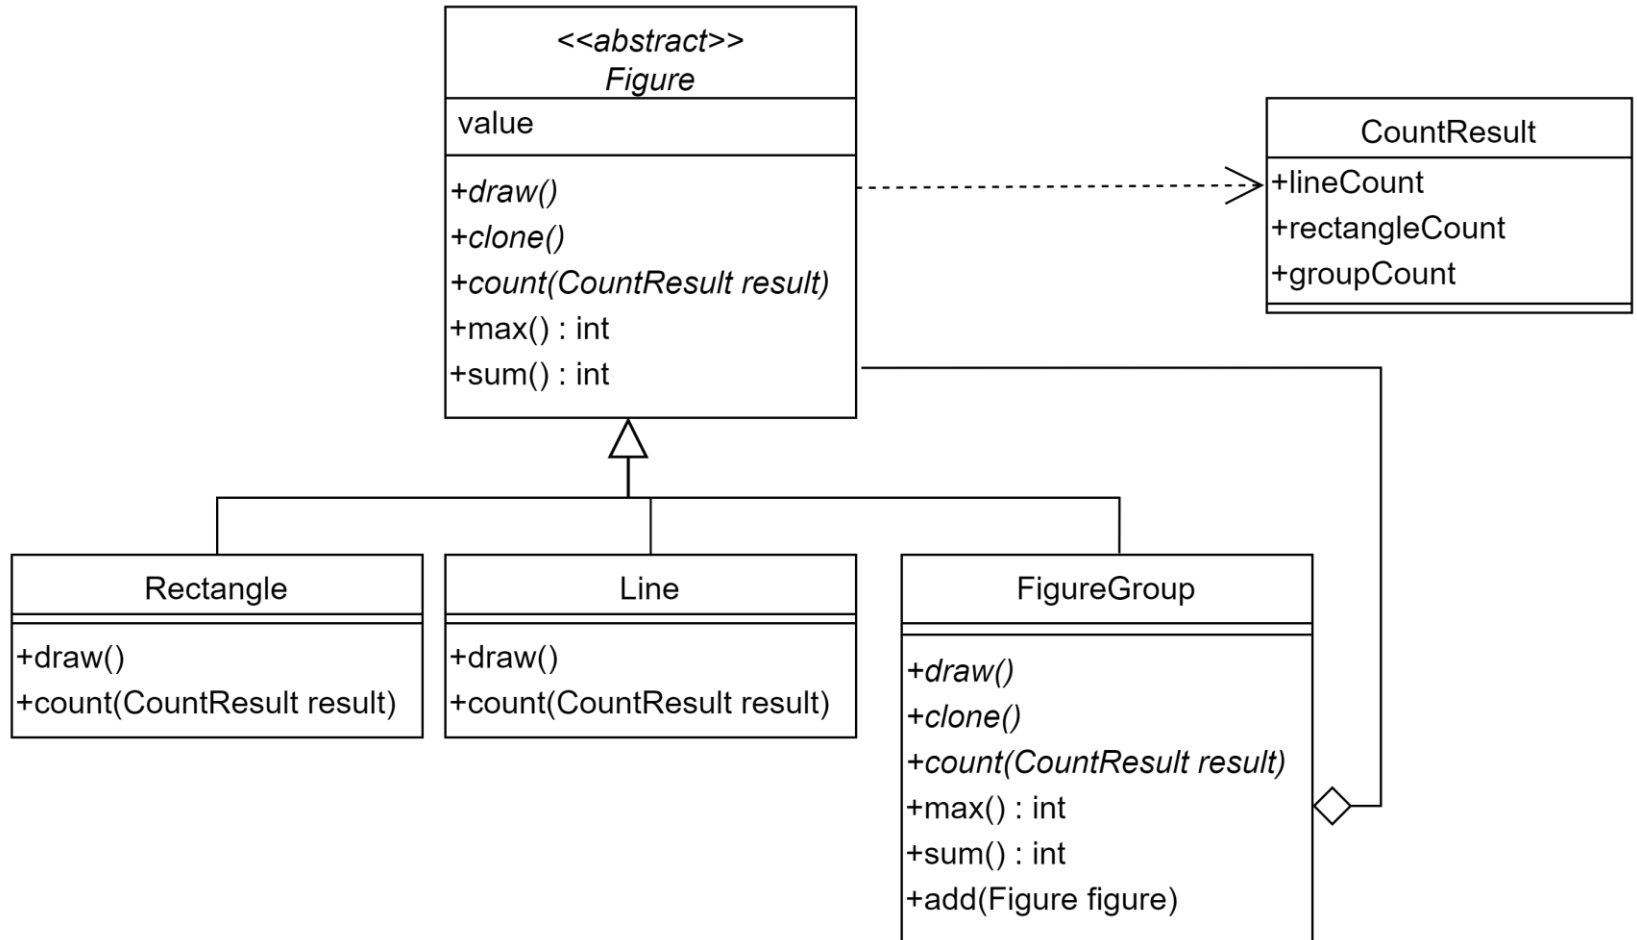 <<abstract>>
Figure
value
+draw()
+clone()
+count(CountResult result)
+max() : int
+sum() : int
CountResult
+lineCount
+rectangleCount
+groupCount
Rectangle
+draw()
+count(CountResult result)
Line
+draw()
+count(CountResult result)
FigureGroup
+draw()
+clone()
+count(CountResult result)
+max() : int
+sum() : int
+add(Figure figure)